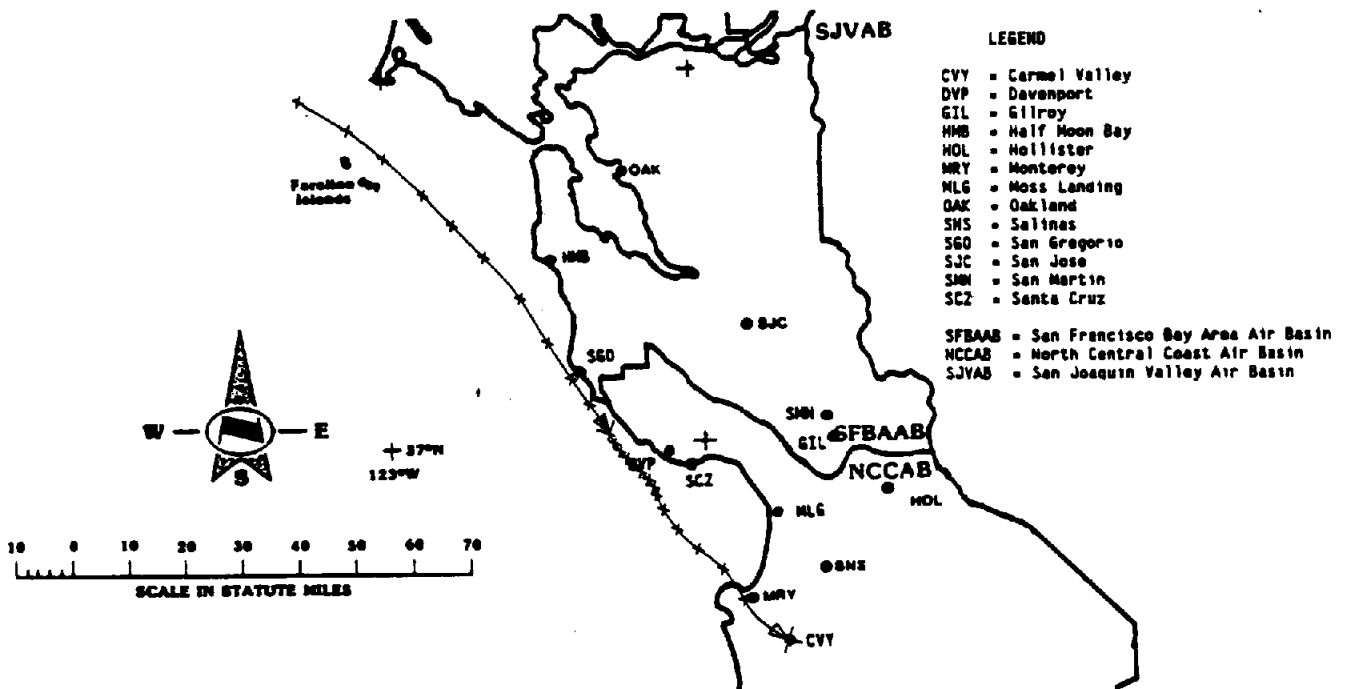 SJVAB
LEGEND
CVY = Carmel Valley
DVP = Davenport
GIL = Gilroy
HMB = Half Moon Bay
HOL = Hollister
MRY = Monterey
MLG = Moss Landing
OAK = Oakland
SNS = Salinas
SGO = San Gregorio
SJC = San Jose
SMN = San Martin
SCZ = Santa Cruz
SFBAAB = San Francisco Bay Area Air Basin
NCCAB = North Central Coast Air Basin
SJVAB = San Joaquin Valley Air Basin
OAK
Farallon
Islands
HMB
SJC
SGO
SMN
GIL
SFBAAB
W
E
S
37°N
123°W
DVP
SCZ
NCCAB
HOL
MLG
10 0 10 20 30 40 50 60 70
SCALE IN STATUTE MILES
SNS
MRY
CVY